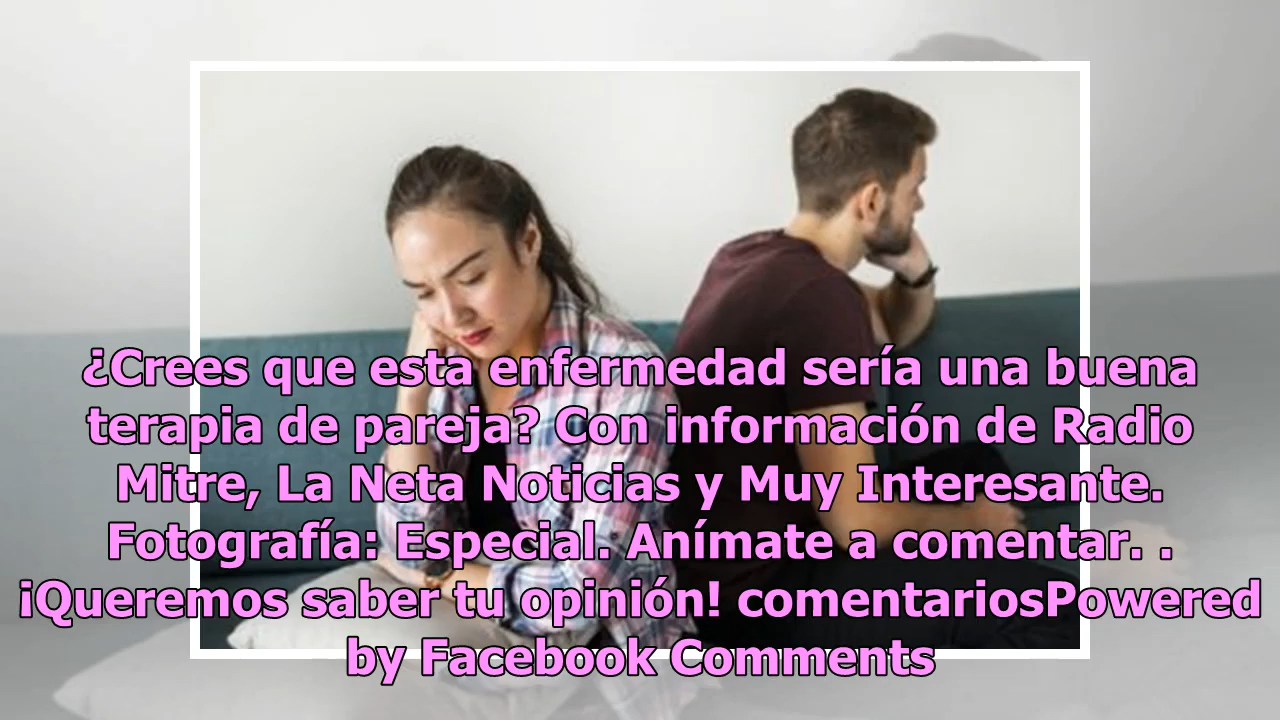 ¿Crees que esta enfermedad sería una buena
terapia de pareja? Con información de Radio
Mitre, La Neta Noticias y Muy Interesante.
Fotografía: Especial. Anímate a comentar. .
¡Queremos saber tu opinión! comentariosPowered
by Facebook Comments